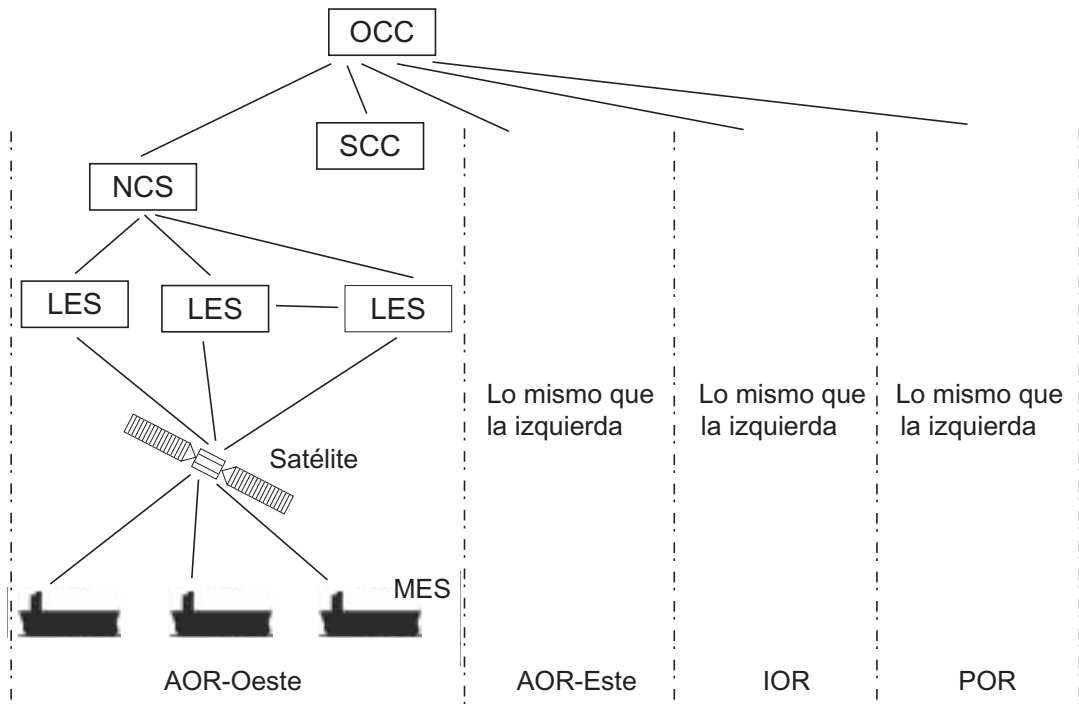 OCC
SCC
NCS
LES
LES
LES
Lo mismo que
la izquierda
Lo mismo que
la izquierda
Lo mismo que
la izquierda
Satélite
MES
AOR-Oeste
AOR-Este
IOR
POR